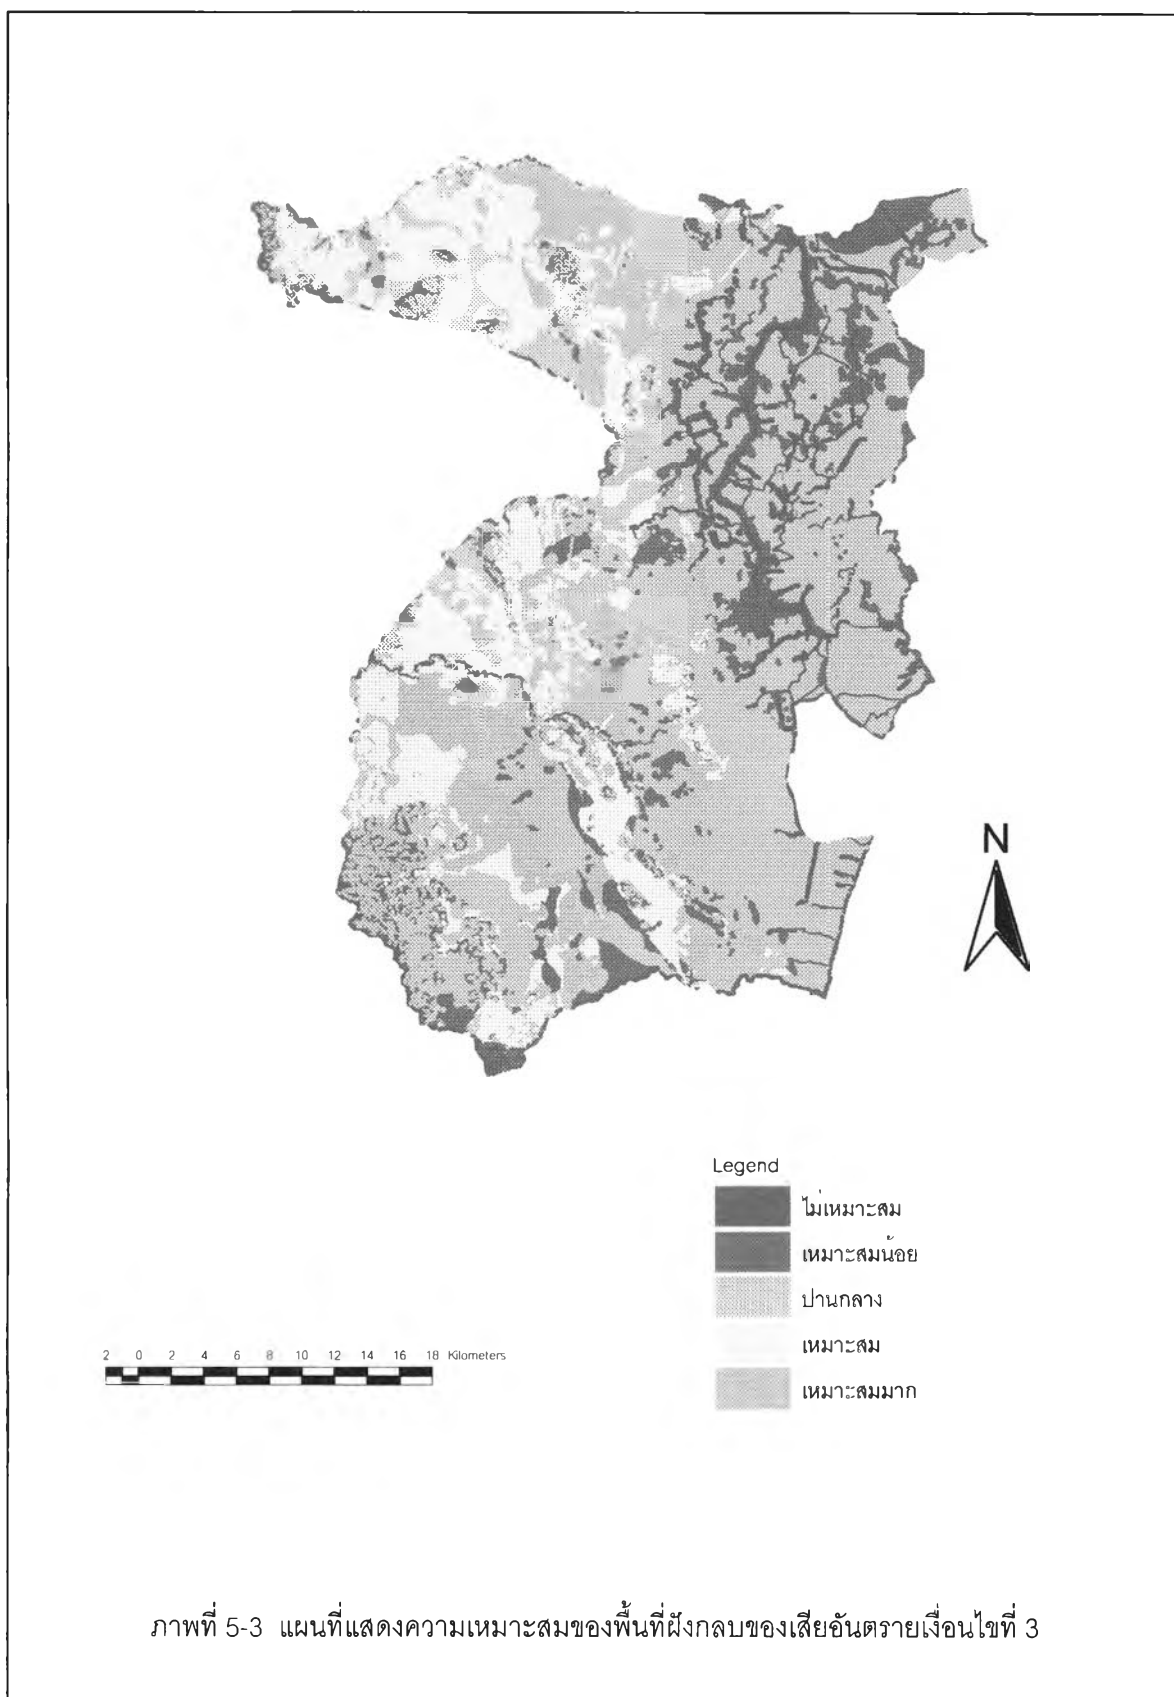 N
Legend
ไม่เหมาะสม
เหมาะสมน้อย
ปานกลาง
เหมาะสม
เหมาะสมมาก
2 0 2 4 6 8 10 12 14 16 18 Kilometers
ภาพที่ 5-3 แผนที่แสดงความเหมาะสมของพื้นที่ฝังกลบของเสียอันตรายเงื่อนไขที่ 3